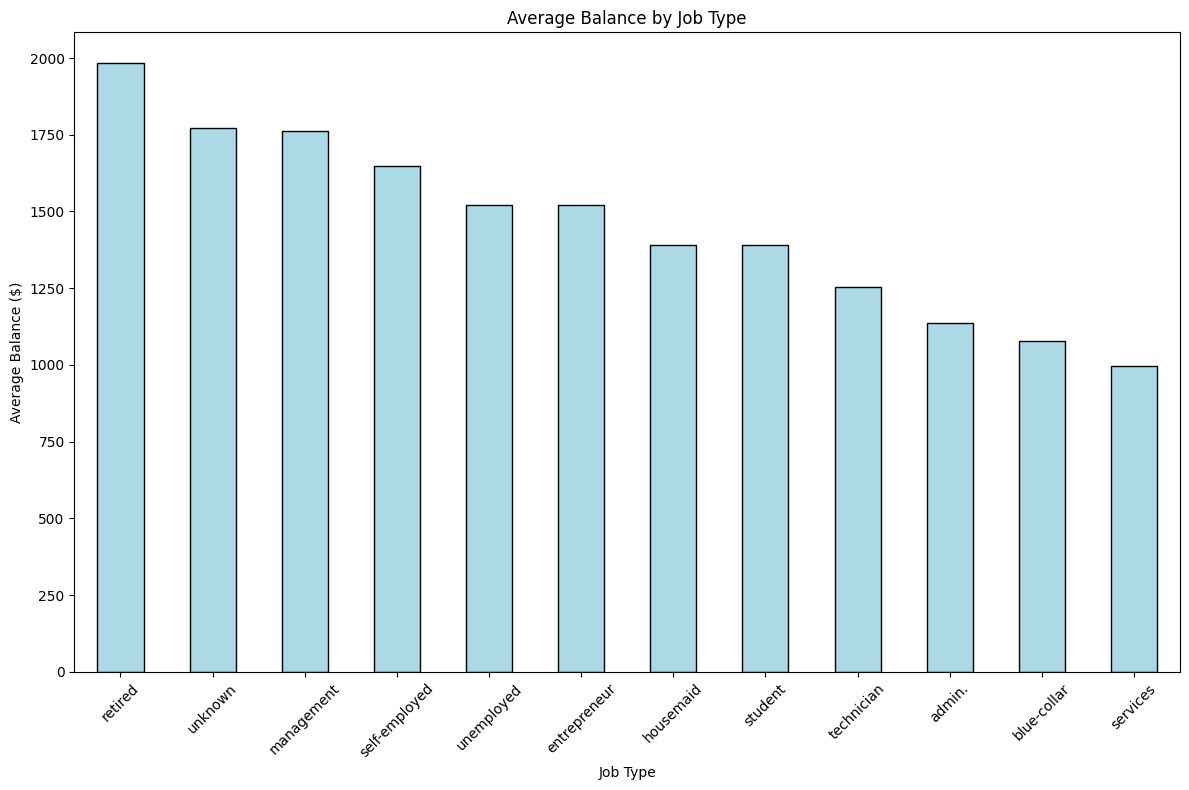 Average Balance by Job Type
Average Balance ($)
2000
1750
1500
1250
1000
750
500
250
0
retired
unknown
management
self-employed
unemployed
entrepreneur
housemaid
student
technician
admin.
blue-collar
services
Job Type